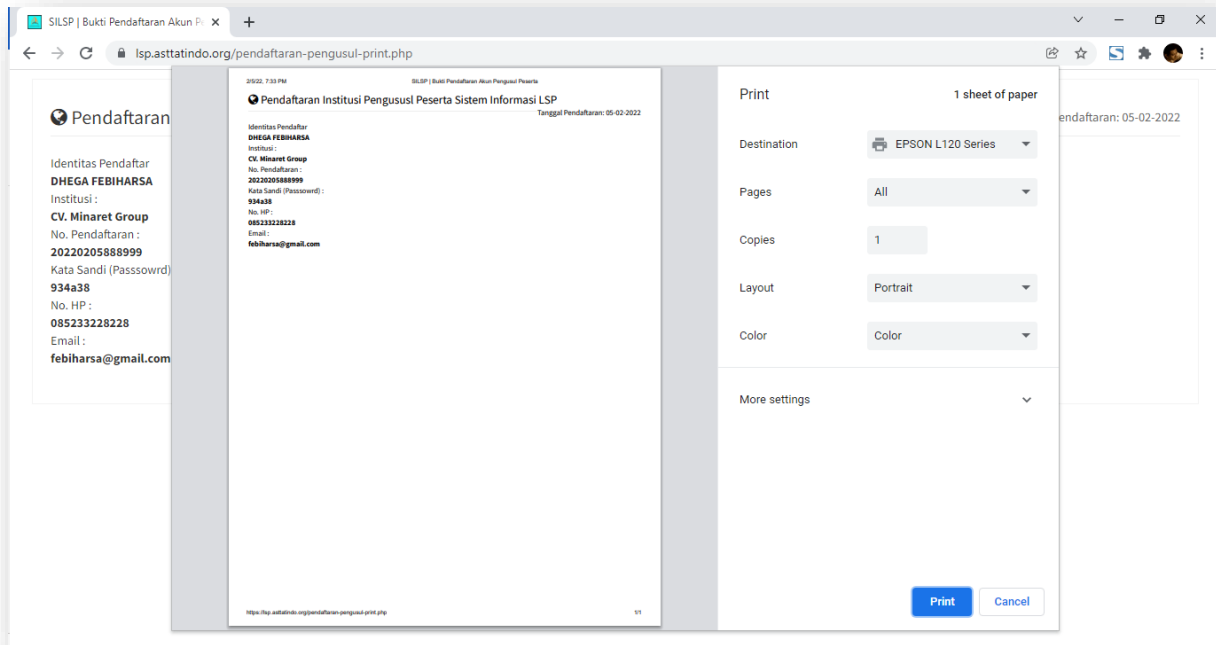 SILSP | Bukti Pendaftaran Akun P
lsp.asttatindo.org/pendaftaran-pengusul-print.php
Pendaftaran
endaftaran: 05-02-2022
Identitas Pendaftar
DHEGA FEBIHARSA
Institusi :
CV. Minaret Group
No. Pendaftaran :
20220205888999
Kata Sandi (Passsowrd)
934a38
No. HP :
085233228228
Email :
febiharsa@gmail.com
2/5/22, 7:33 PM
SILSP | Bukti Pendaftaran Akun Pengusul Peserta
Pendaftaran Institusi Pengususl Peserta Sistem Informasi LSP
Tanggal Pendaftaran: 05-02-2022
Identitas Pendaftar
DHEGA FEBIHARSA
Institusi :
CV. Minaret Group
No. Pendaftaran :
20220205888999
Kata Sandi (Passsowrd) :
934a38
No. HP :
085233228228
Email :
febiharsa@gmail.com
https://lsp.asttatindo.org/pendaftaran-pengusul-print.php
1/1
Print
1 sheet of paper
Destination
EPSON L120 Series
Pages
All
Copies
1
Layout
Portrait
Color
Color
More settings
Print
Cancel